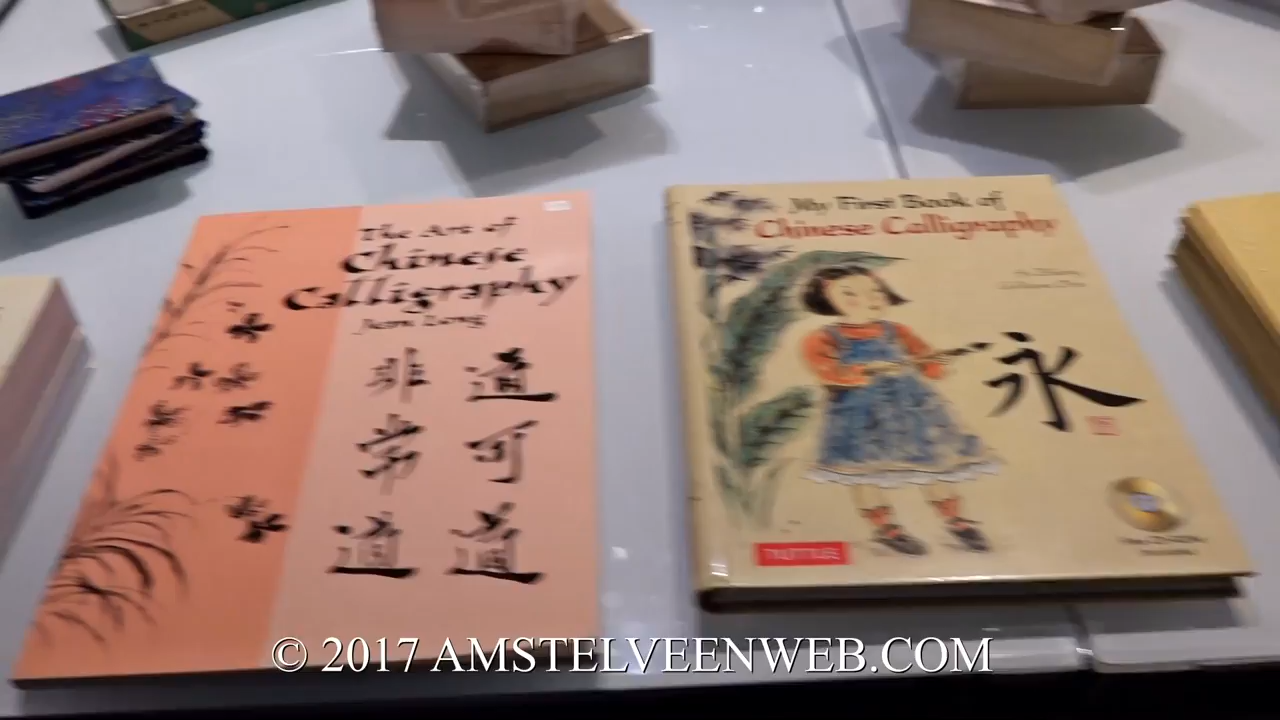 The Art of
Chinese
Calligraphy
Jean Long
非 道
常 可
道 道
My First Book of
Chinese Calligraphy
永
TUTTLE
© 2017 AMSTELVEENWEB.COM